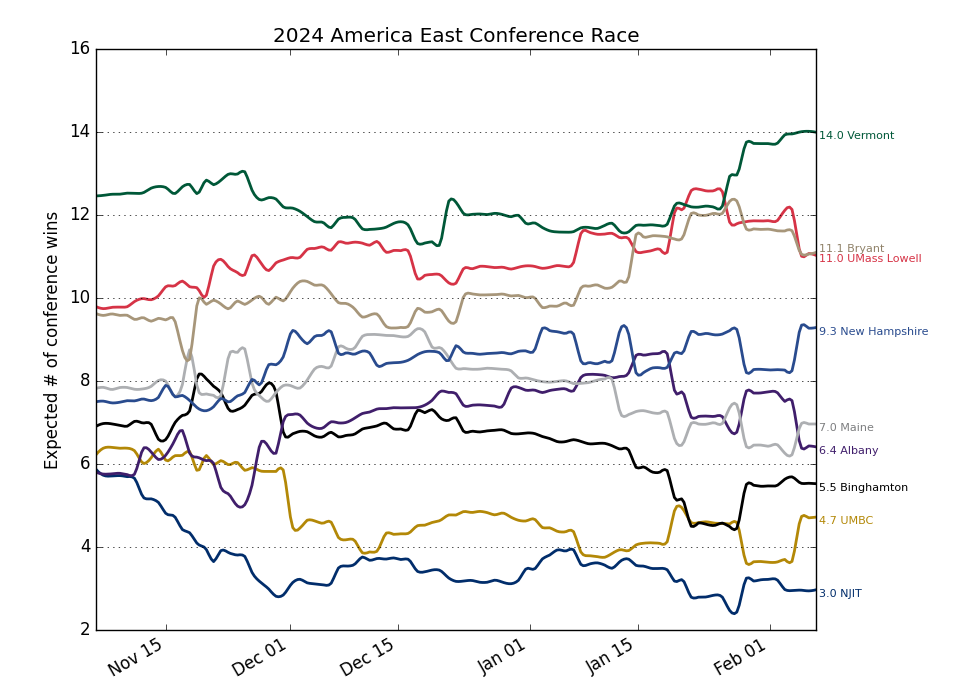 2024 America East Conference Race
Expected # of conference wins
16
14
12
10
8
6
4
2
14.0 Vermont
11.1 Bryant
11.0 UMass Lowell
9.3 New Hampshire
7.0 Maine
6.4 Albany
5.5 Binghamton
4.7 UMBC
3.0 NJIT
Nov 15
Dec 01
Dec 15
Jan 01
Jan 15
Feb 01